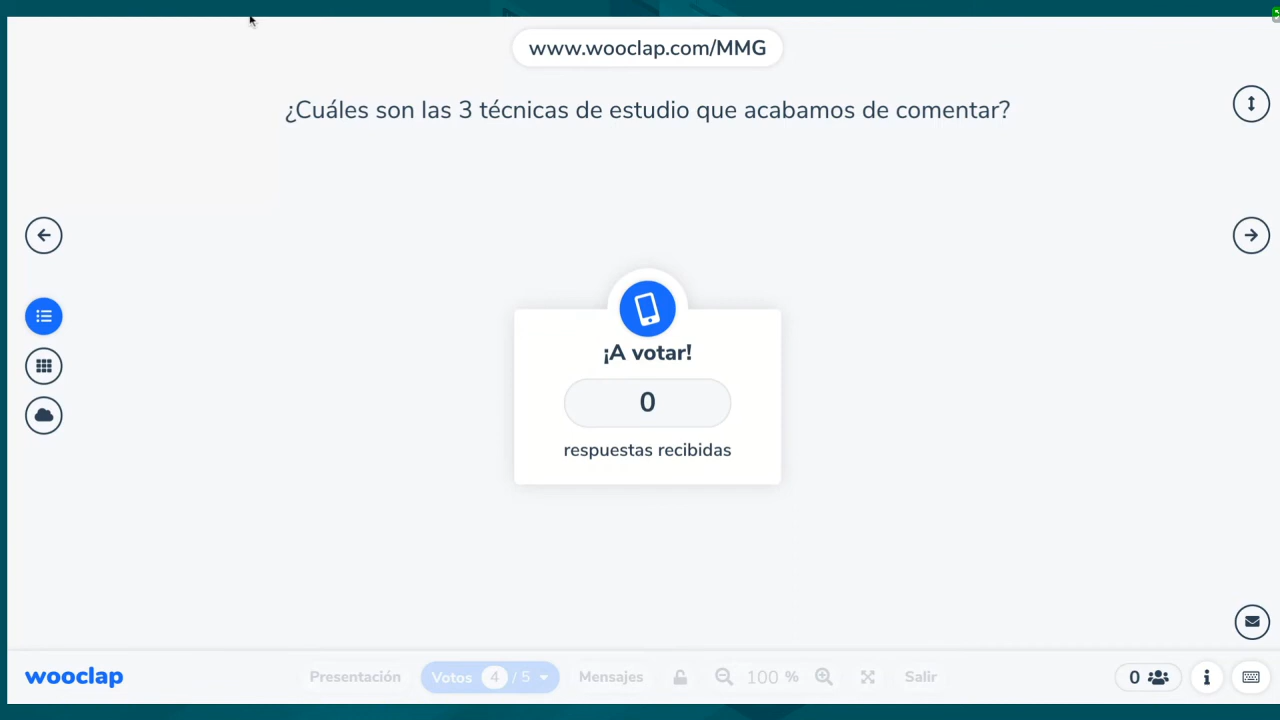 www.wooclap.com/MMG
¿Cuáles son las 3 técnicas de estudio que acabamos de comentar?
¡A votar!
0
respuestas recibidas
wooclap
Presentación
Votos 4 / 5
Mensajes
100 %
Salir
0